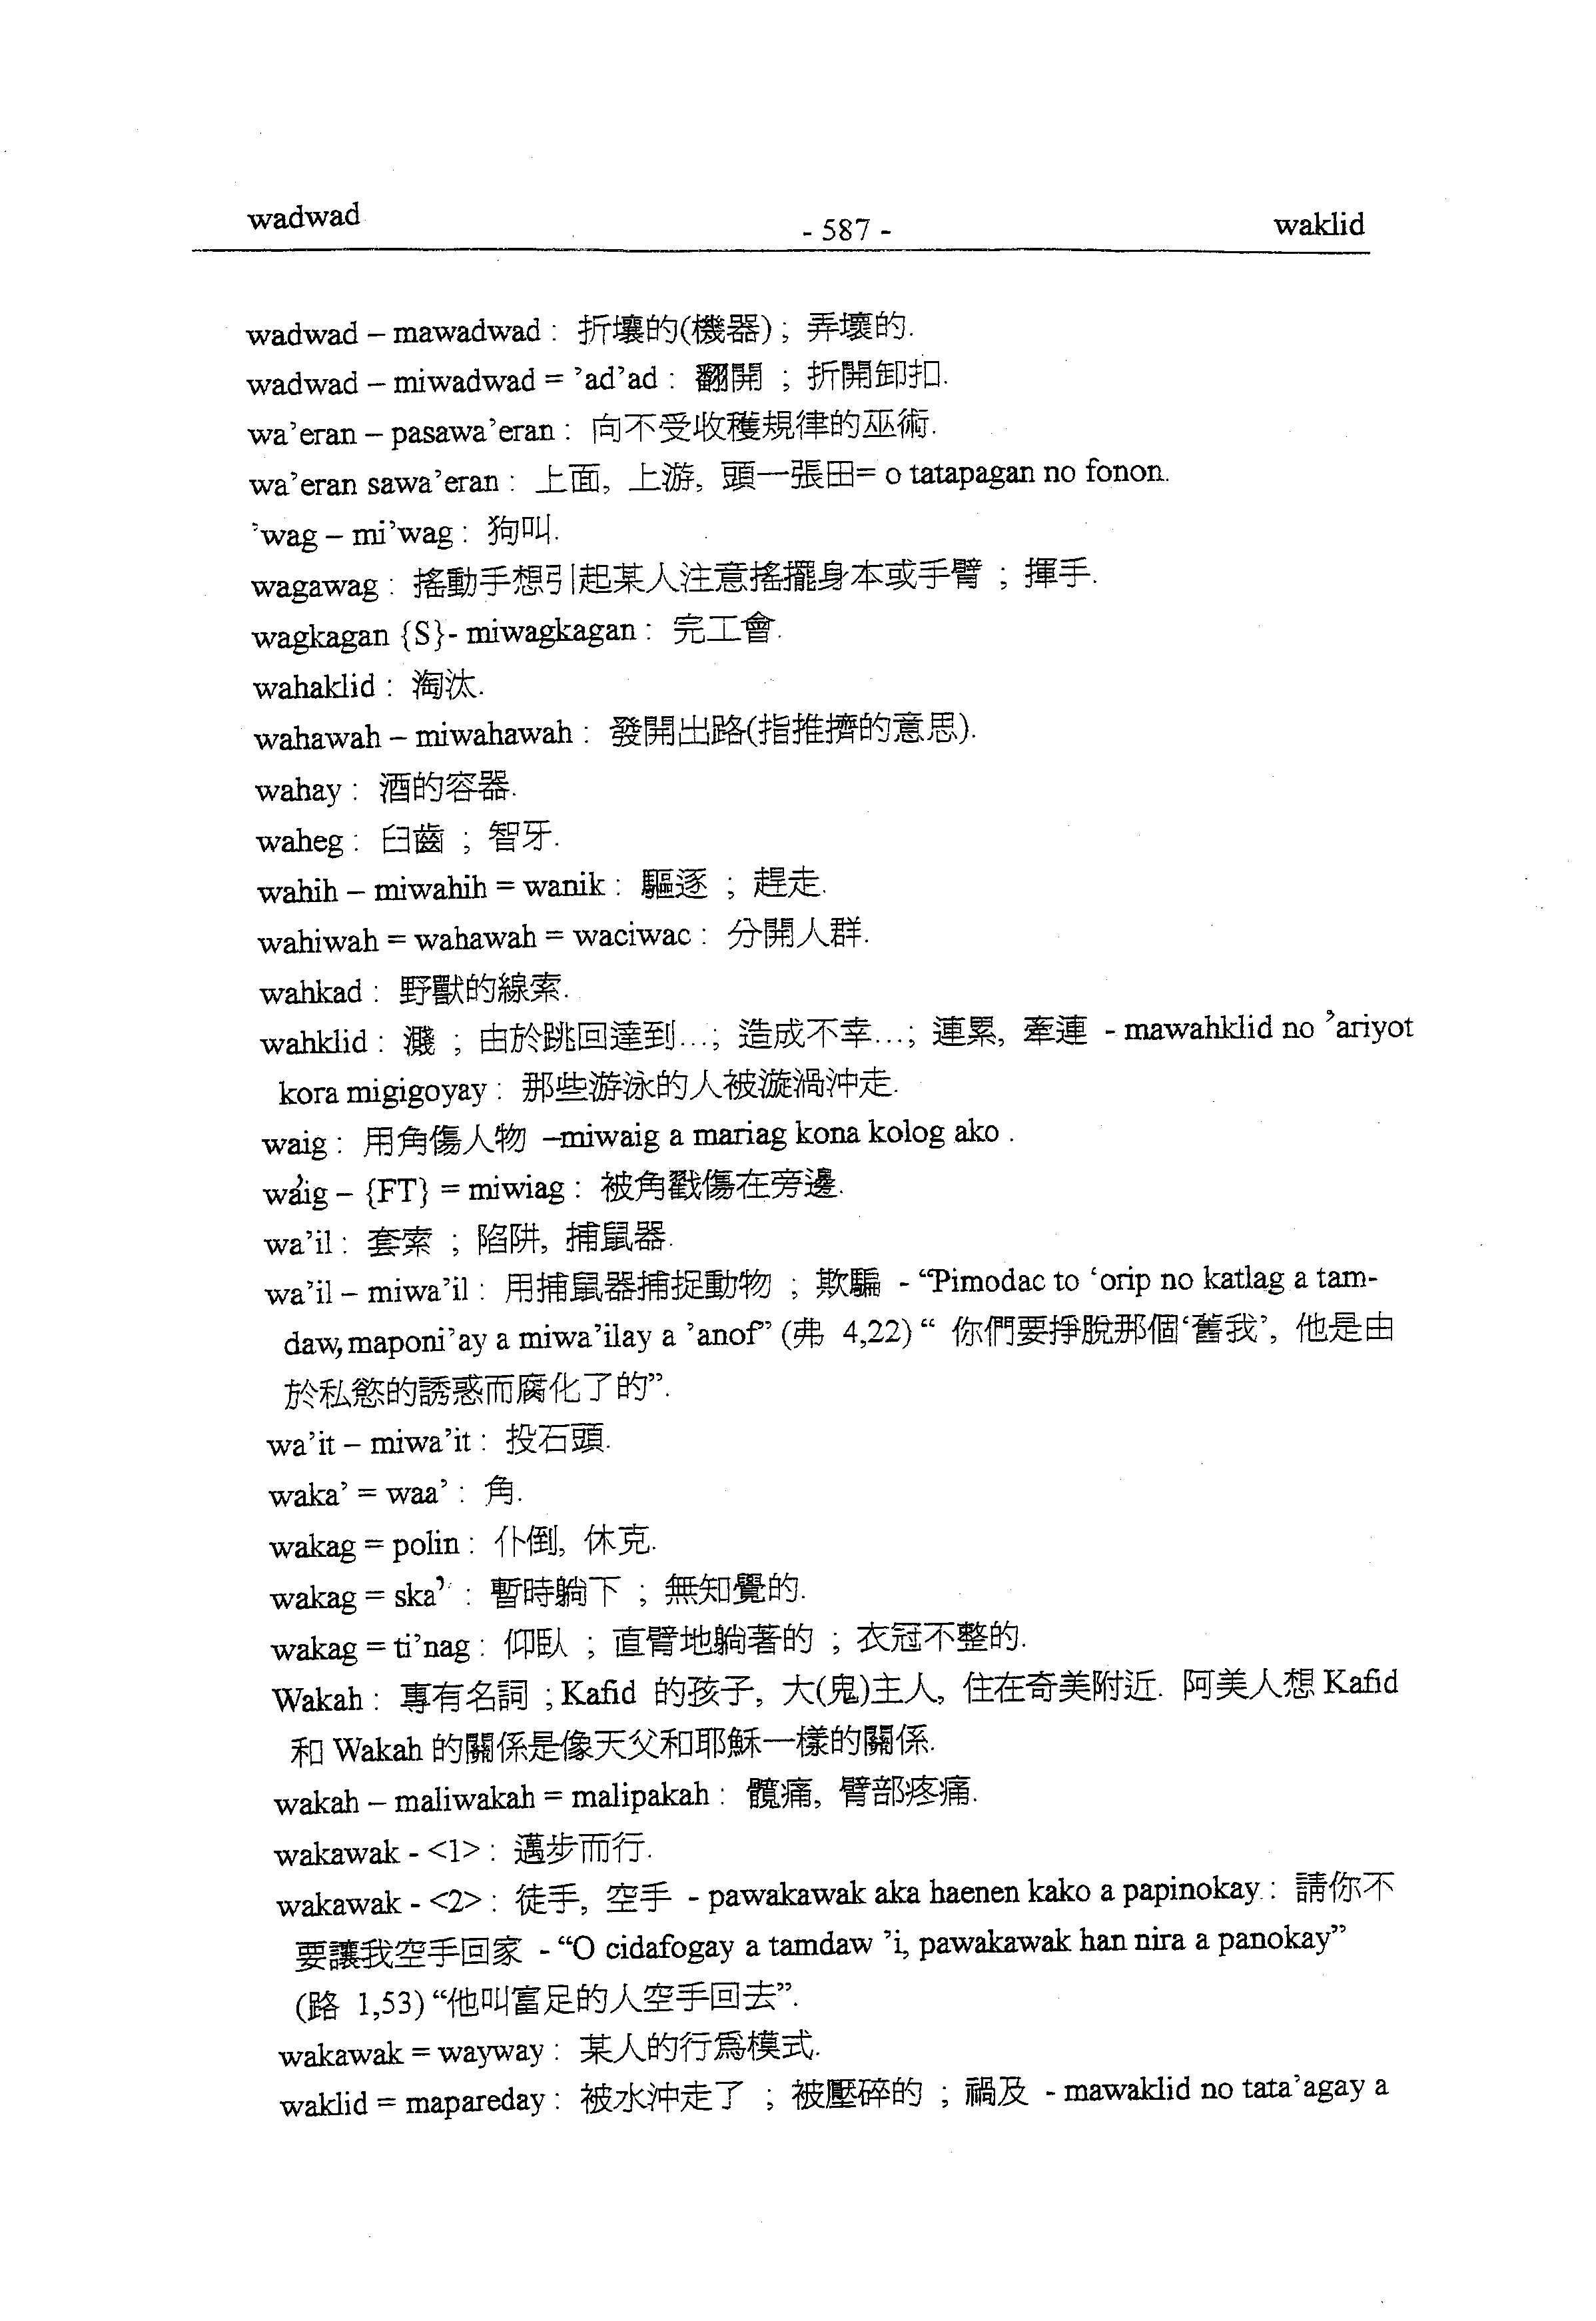 wadwad
- 587 -
waklid
wadwad – mawadwad : 折壤的(機器) ; 弄壞的.
wadwad – miwadwad = ’ad’ad : 翻開 ; 折開卸扣.
wa’eran – pasawa’eran : 向不受收穫規律的巫術.
wa’eran sawa’eran : 上面, 上游, 頭一張田= o tatapagan no fonon.
’wag – mi’wag : 狗叫.
wagawag : 搖動手想引起某人注意搖擺身本或手臂 ; 揮手.
wagkagan {S}- miwagkagan : 完工會.
wahaklid : 淘汰.
wahawah – miwahawah : 發開出路(指推擠的意思).
wahay : 酒的容器.
waheg : 臼齒 ; 智牙.
wahih – miwahih = wanik : 驅逐 ; 趕走.
wahiwah = wahawah = waciwac : 分開人群.
wahkad : 野獸的線索.
wahklid : 濺 ; 由於跳回達到...; 造成不幸...; 連累, 牽連 - mawahklid no ’ariyot
kora migigoyay : 那些游泳的人被漩渦沖走.
waig : 用角傷人物 –miwaig a mariag kona kolog ako .
wa’ig – {FT} = miwiag : 被角戳傷在旁邊.
wa’il : 套索 ; 陷阱, 捕鼠器.
wa’il – miwa’il : 用捕鼠器捕捉動物 ; 欺騙 - “Pimodac to ‘orip no katlag a tam-
daw, maponi’ay a miwa’ilay a ’anof” (弗 4,22) “ 你們要掙脫那個‘舊我’, 他是由
於私慾的誘惑而腐化了的”.
wa’it – miwa’it : 投石頭.
waka’ = waa’ : 角.
wakag = polin : 仆倒, 休克.
wakag = ska’ : 暫時躺下 ; 無知覺的.
wakag = ti’nag : 仰臥 ; 直臂地躺著的 ; 衣冠不整的.
Wakah : 專有名詞 ; Kafid 的孩子, 大(鬼)主人, 住在奇美附近. 阿美人想 Kafid
和 Wakah 的關係是像天父和耶穌一樣的關係.
wakah – maliwakah = malipakah : 髖痛, 臂部疼痛.
wakawak - <1> : 邁步而行.
wakawak - <2> : 徒手, 空手 - pawakawak aka haenen kako a papinokay : 請你不
要讓我空手回家 - “O cidafogay a tamdaw ’i, pawakawak han nira a panokay”
(路 1,53) “他叫富足的人空手回去”.
wakawak = wayway : 某人的行爲模式.
waklid = mapareday : 被水沖走了 ; 被壓碎的 ; 禍及 - mawaklid no tata’agay a